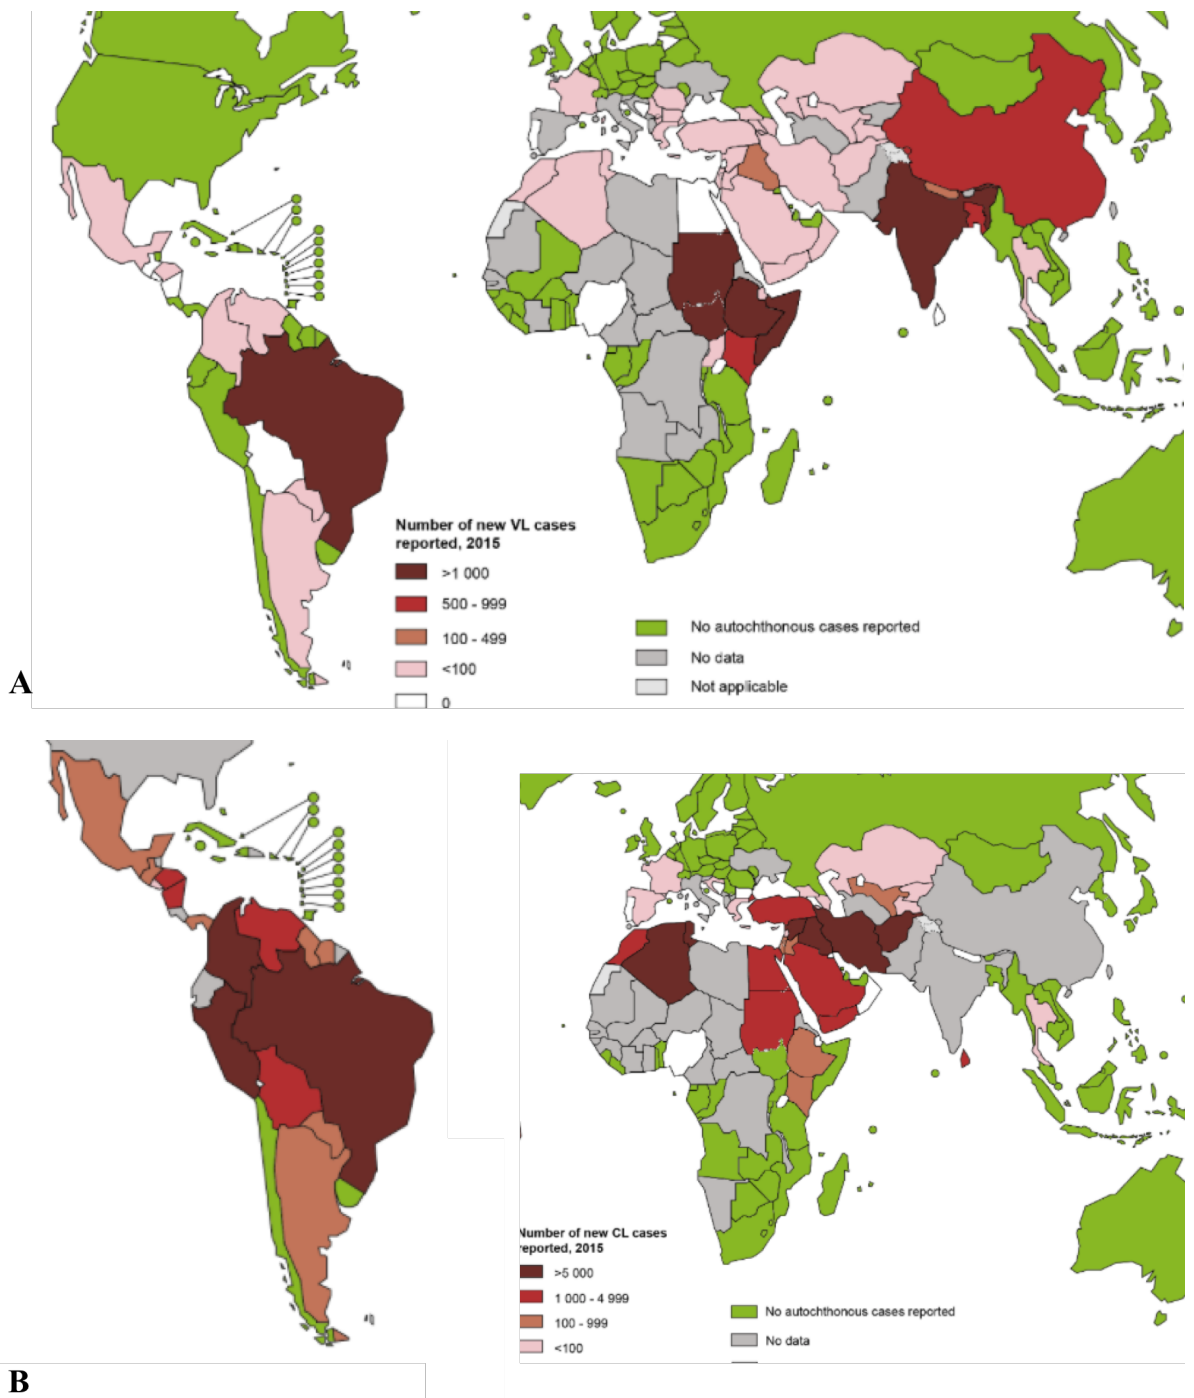 Number of new VL cases
reported, 2015
>1 000
500 - 999
100 - 499
<100
0
No autochthonous cases reported
No data
Not applicable
A
Number of new CL cases
reported, 2015
>5 000
1 000 - 4 999
100 - 999
<100
No autochthonous cases reported
No data
B